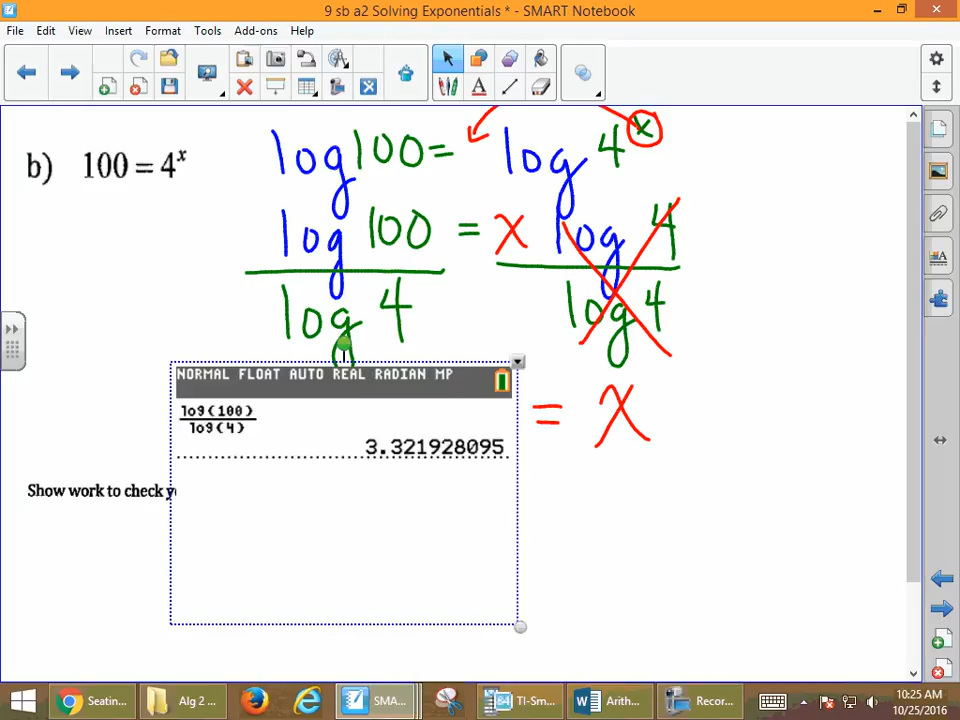 9 sb a2 Solving Exponentials * - SMART Notebook
File Edit View Insert Format Tools Add-ons Help
b) 100 = 4^x
log 100 = log 4^x
log 100 = x log 4
log 4 log 4
= x
NORMAL FLOAT AUTO REAL RADIAN MP
log(100)
log(4)
3.321928095
Show work to check y
Seatin... Alg 2 ... SMA... TI-Sm... Arith... Recor...
10:25 AM
10/25/2016